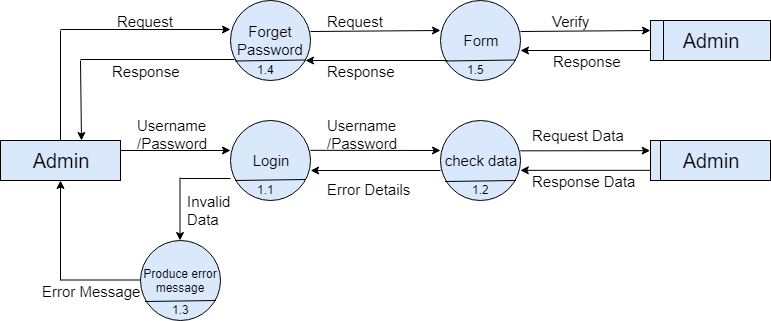 Request
Forget
Password
1.4
Request
Form
1.5
Verify
Admin
Response
Response
Response
Admin
Username
/Password
Login
1.1
Username
/Password
check data
1.2
Request Data
Admin
Error Details
Response Data
Invalid
Data
Produce error
message
1.3
Error Message